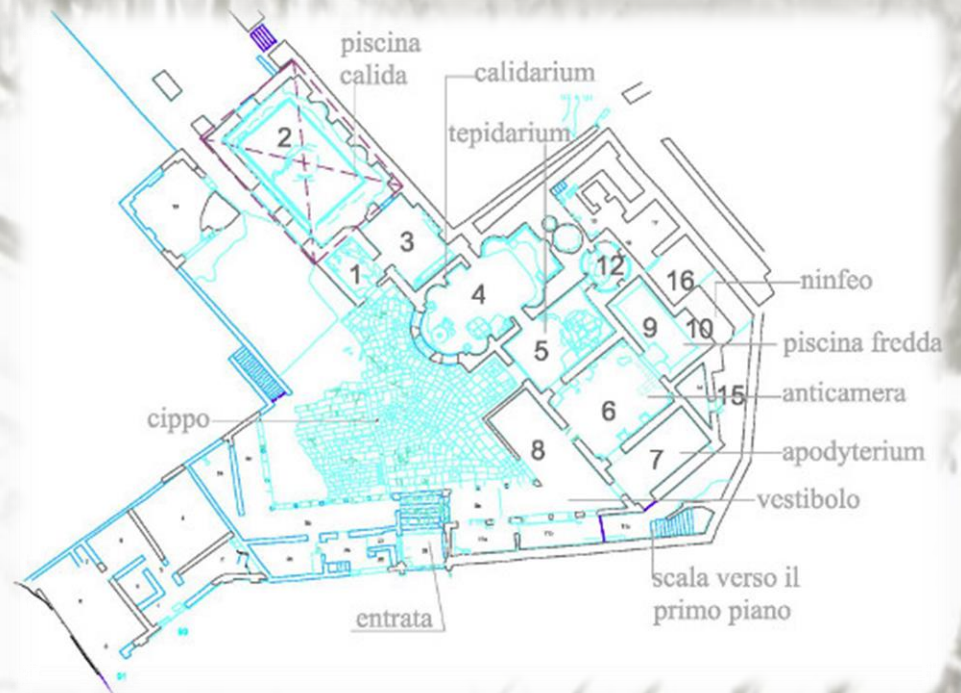 piscina
calida
calidarium
tepidarium
2
3
1
4
12
16
ninfeo
9
10
piscina fredda
5
15
anticamera
6
cippo
8
7
apodyterium
vestibolo
scala verso il
primo piano
entrata